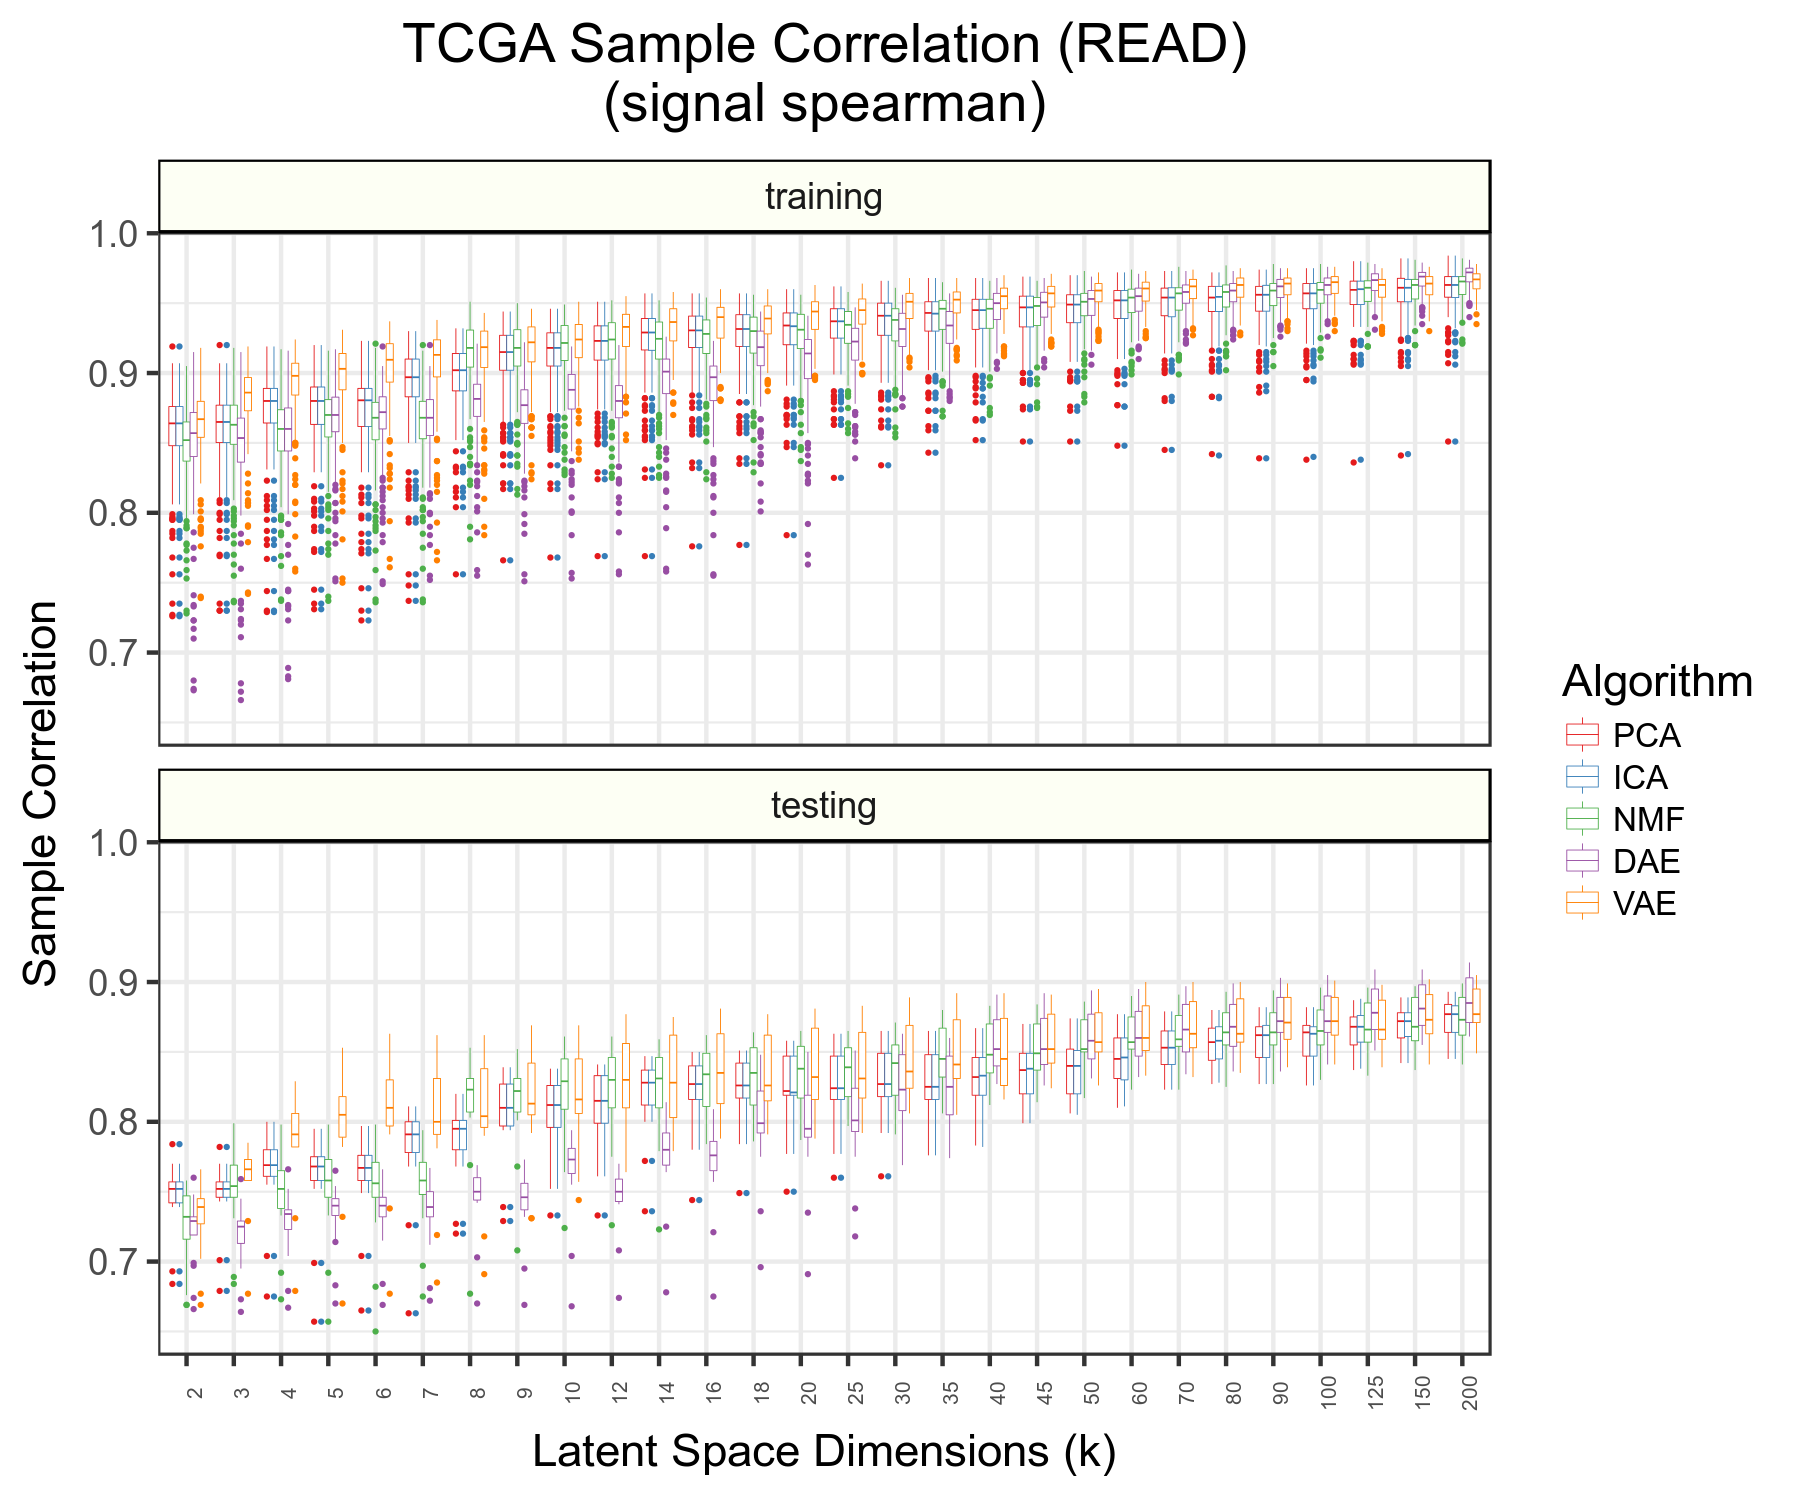 TCGA Sample Correlation (READ)
(signal spearman)
training
1.0
0.9
0.8
0.7
testing
1.0
0.9
0.8
0.7
Sample Correlation
2 3 4 5 6 7 8 9 10 12 14 16 18 20 25 30 35 40 45 50 60 70 80 90 100 125 150 200
Latent Space Dimensions (k)
Algorithm
PCA
ICA
NMF
DAE
VAE